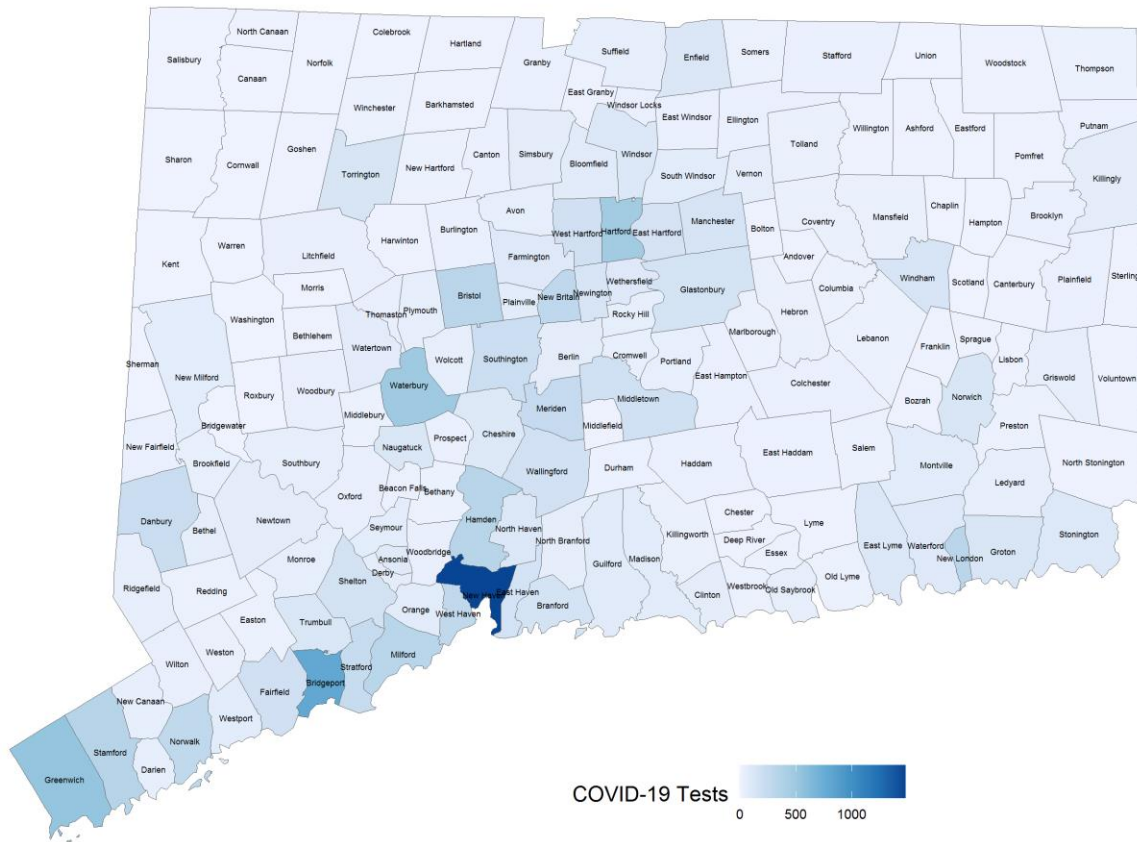 North Canaan
Colebrook
Hartland
Suffield
Enfield
Somers
Stafford
Union
Woodstock
Thompson
Salisbury
Canaan
Norfolk
Granby
East Granby
Windsor Locks
Winchester
Barkhamsted
East Windsor
Ellington
Willington
Ashford
Eastford
Putnam
Sharon
Cornwall
Goshen
Torrington
New Hartford
Canton
Simsbury
Bloomfield
Windsor
South Windsor
Vernon
Tolland
Pomfret
Killingly
Avon
West Hartford
Hartford
East Hartford
Manchester
Bolton
Coventry
Mansfield
Chaplin
Hampton
Brooklyn
Kent
Warren
Litchfield
Harwinton
Burlington
Farmington
Andover
Columbia
Windham
Scotland
Canterbury
Plainfield
Sterling
Morris
Bristol
Plainville
New Britain
Newington
Wethersfield
Glastonbury
Rocky Hill
Hebron
Marlborough
Washington
Bethlehem
Thomaston
Plymouth
Watertown
Wolcott
Southington
Berlin
Cromwell
Portland
East Hampton
Lebanon
Franklin
Sprague
Lisbon
Griswold
Voluntown
Sherman
New Milford
Roxbury
Woodbury
Waterbury
Middlebury
Meriden
Middletown
Middlefield
Colchester
Bozrah
Norwich
Preston
Bridgewater
New Fairfield
Brookfield
Southbury
Naugatuck
Prospect
Cheshire
Wallingford
Durham
Haddam
East Haddam
Salem
Montville
Ledyard
North Stonington
Danbury
Bethel
Newtown
Oxford
Beacon Falls
Bethany
Seymour
Hamden
North Haven
North Branford
Guilford
Madison
Killingworth
Chester
Deep River
Essex
Lyme
East Lyme
Waterford
New London
Groton
Stonington
Monroe
Ansonia
Derby
Woodbridge
Shelton
Ridgefield
Redding
Easton
Trumbull
Orange
West Haven
New Haven
East Haven
Branford
Clinton
Westbrook
Old Saybrook
Old Lyme
Wilton
Weston
Bridgeport
Stratford
Milford
Fairfield
New Canaan
Westport
Norwalk
Darien
Stamford
Greenwich
COVID-19 Tests
0 500 1000